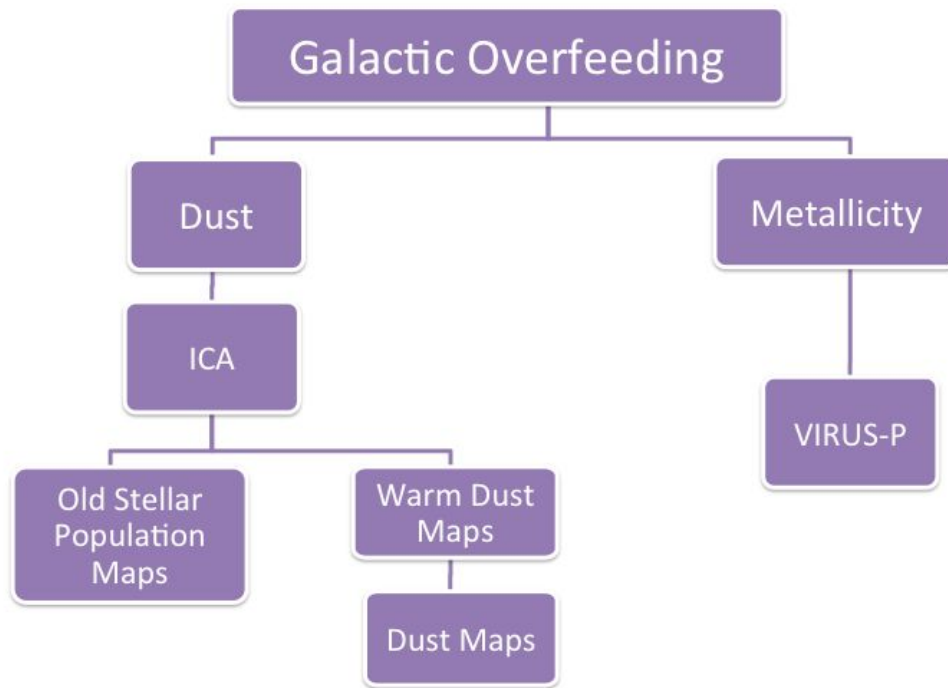 Galactic Overfeeding
Dust
Metallicity
ICA
VIRUS-P
Old Stellar
Population
Maps
Warm Dust
Maps
Dust Maps